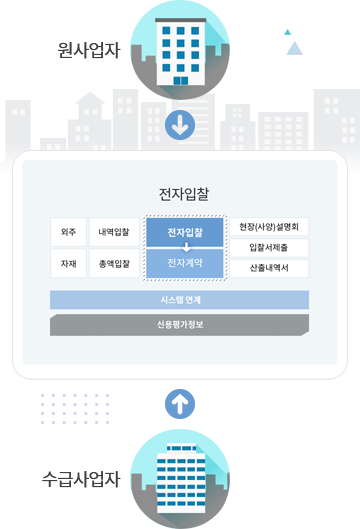 원사업자
전자입찰
외주
내역입찰
전자입찰
현장(사양)설명회
입찰서제출
자재
총액입찰
전자계약
산출내역서
시스템 연계
신용평가정보
수급사업자